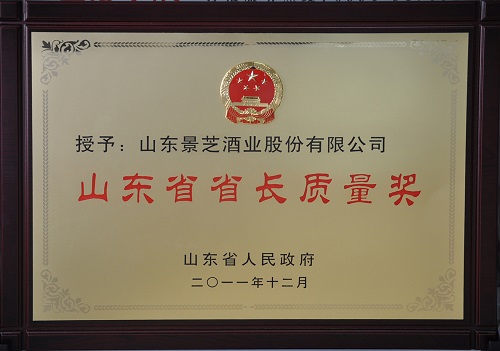 授予：山东景芝酒业股份有限公司
山东省省长质量奖
山东省人民政府
二〇一一年十二月